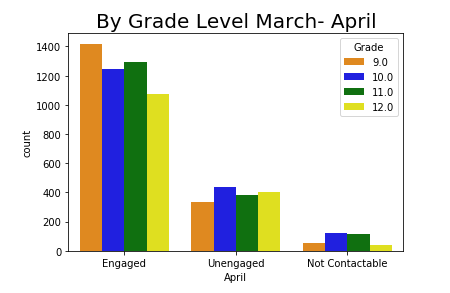 By Grade Level March- April
Grade
9.0
10.0
11.0
12.0
1400
1200
1000
800
600
400
200
0
count
Engaged
Unengaged
Not Contactable
April